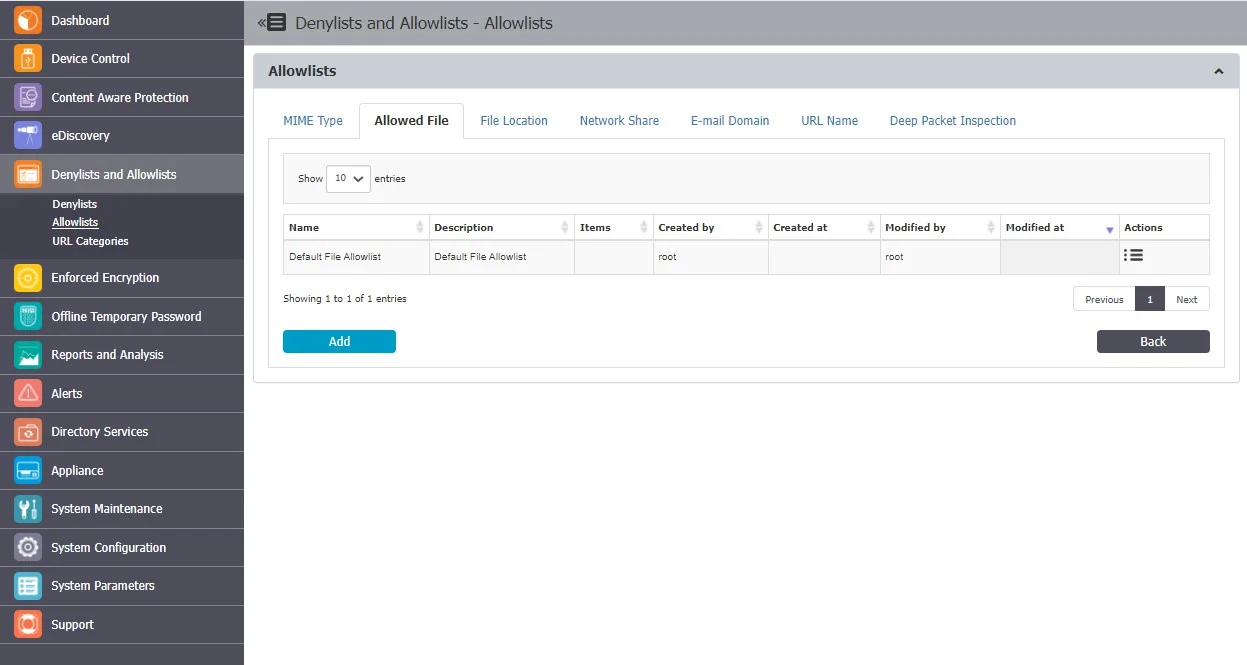 Dashboard
Device Control
Content Aware Protection
eDiscovery
Denylists and Allowlists
Denylists
Allowlists
URL Categories
Enforced Encryption
Offline Temporary Password
Reports and Analysis
Alerts
Directory Services
Appliance
System Maintenance
System Configuration
System Parameters
Support
Denylists and Allowlists - Allowlists
Allowlists
MIME Type Allowed File File Location Network Share E-mail Domain URL Name Deep Packet Inspection
Show 10 entries
Name Description Items Created by Created at Modified by Modified at Actions
Default File Allowlist Default File Allowlist root root
Showing 1 to 1 of 1 entries Previous 1 Next
Add Back